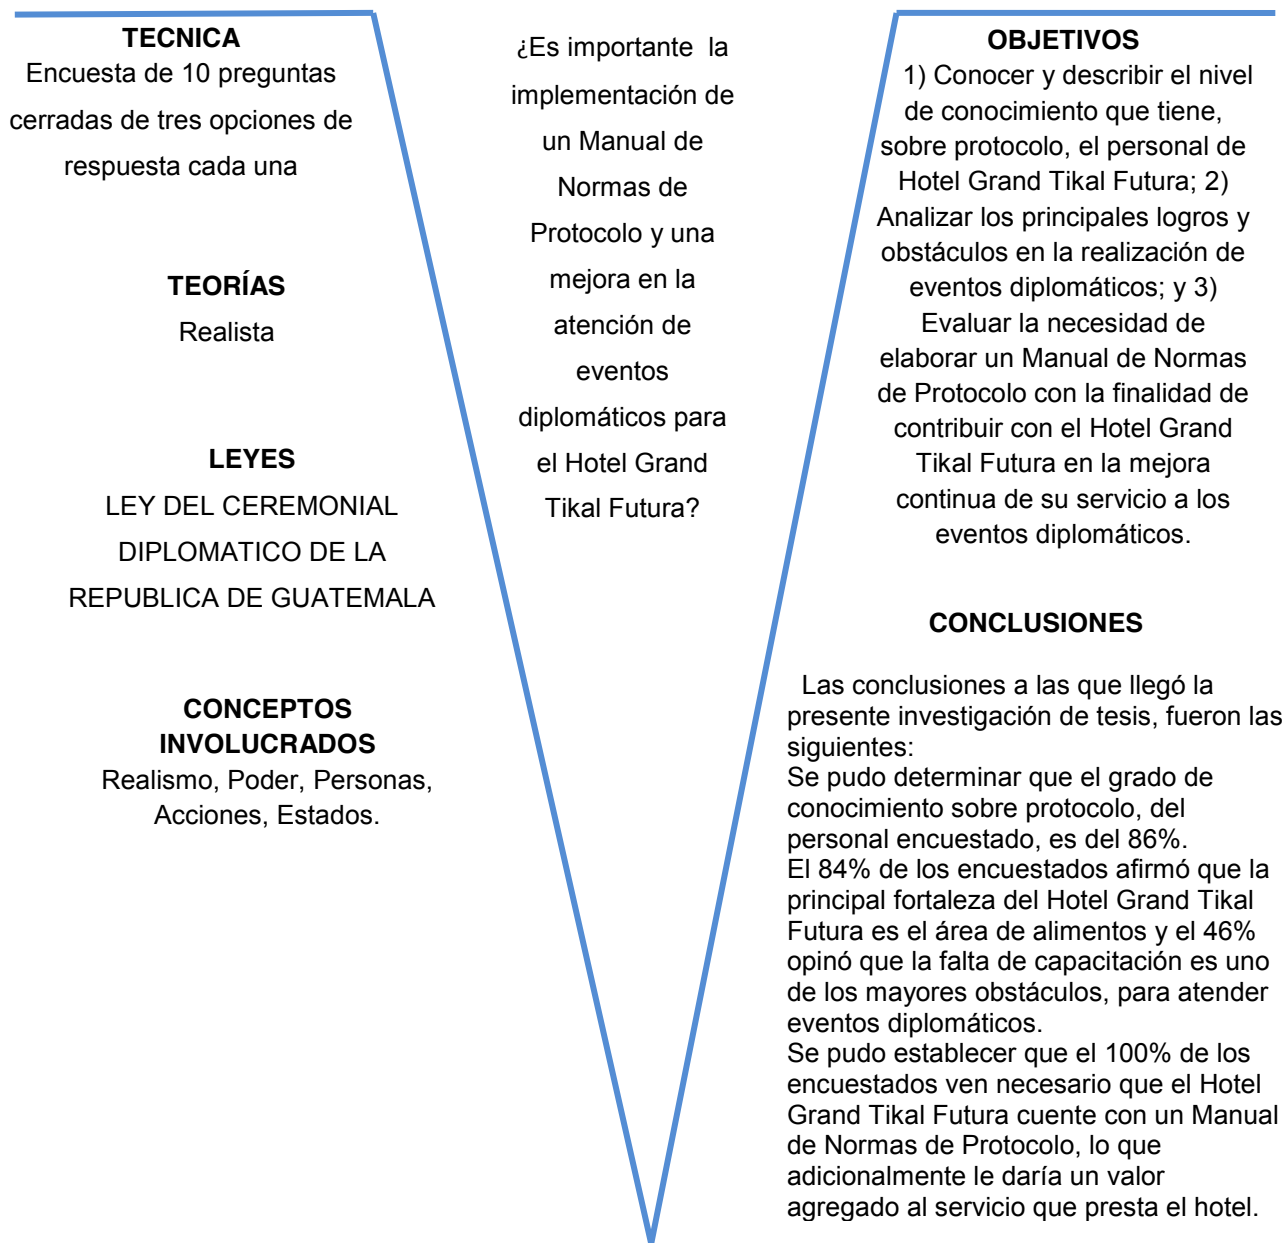 TECNICA
Encuesta de 10 preguntas
cerradas de tres opciones de
respuesta cada una
TEORÍAS
Realista
LEYES
LEY DEL CEREMONIAL
DIPLOMATICO DE LA
REPUBLICA DE GUATEMALA
CONCEPTOS
INVOLUCRADOS
Realismo, Poder, Personas,
Acciones, Estados.
¿Es importante la
implementación de
un Manual de
Normas de
Protocolo y una
mejora en la
atención de
eventos
diplomáticos para
el Hotel Grand
Tikal Futura?
OBJETIVOS
1) Conocer y describir el nivel
de conocimiento que tiene,
sobre protocolo, el personal de
Hotel Grand Tikal Futura; 2)
Analizar los principales logros y
obstáculos en la realización de
eventos diplomáticos; y 3)
Evaluar la necesidad de
elaborar un Manual de Normas
de Protocolo con la finalidad de
contribuir con el Hotel Grand
Tikal Futura en la mejora
continua de su servicio a los
eventos diplomáticos.
CONCLUSIONES
Las conclusiones a las que llegó la
presente investigación de tesis, fueron las
siguientes:
Se pudo determinar que el grado de
conocimiento sobre protocolo, del
personal encuestado, es del 86%.
El 84% de los encuestados afirmó que la
principal fortaleza del Hotel Grand Tikal
Futura es el área de alimentos y el 46%
opinó que la falta de capacitación es uno
de los mayores obstáculos, para atender
eventos diplomáticos.
Se pudo establecer que el 100% de los
encuestados ven necesario que el Hotel
Grand Tikal Futura cuente con un Manual
de Normas de Protocolo, lo que
adicionalmente le daría un valor
agregado al servicio que presta el hotel.